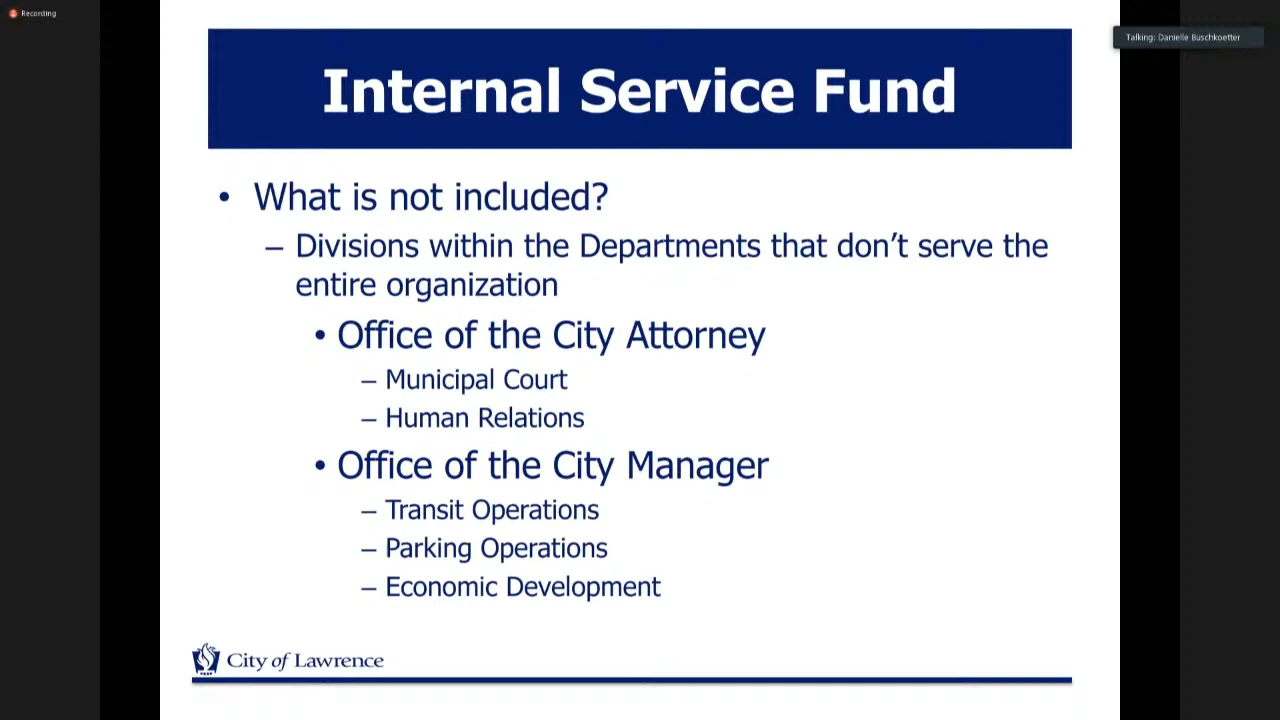 Recording
Talking: Danielle Buschkoetter
Internal Service Fund
• What is not included?
– Divisions within the Departments that don’t serve the
entire organization
• Office of the City Attorney
– Municipal Court
– Human Relations
• Office of the City Manager
– Transit Operations
– Parking Operations
– Economic Development
City of Lawrence